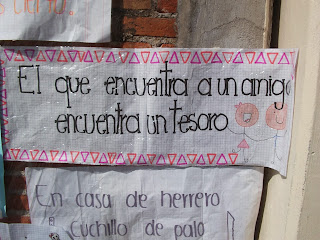 El que encuentra a un amigo
encuentra un tesoro
En casa de herrero
cuchillo de palo